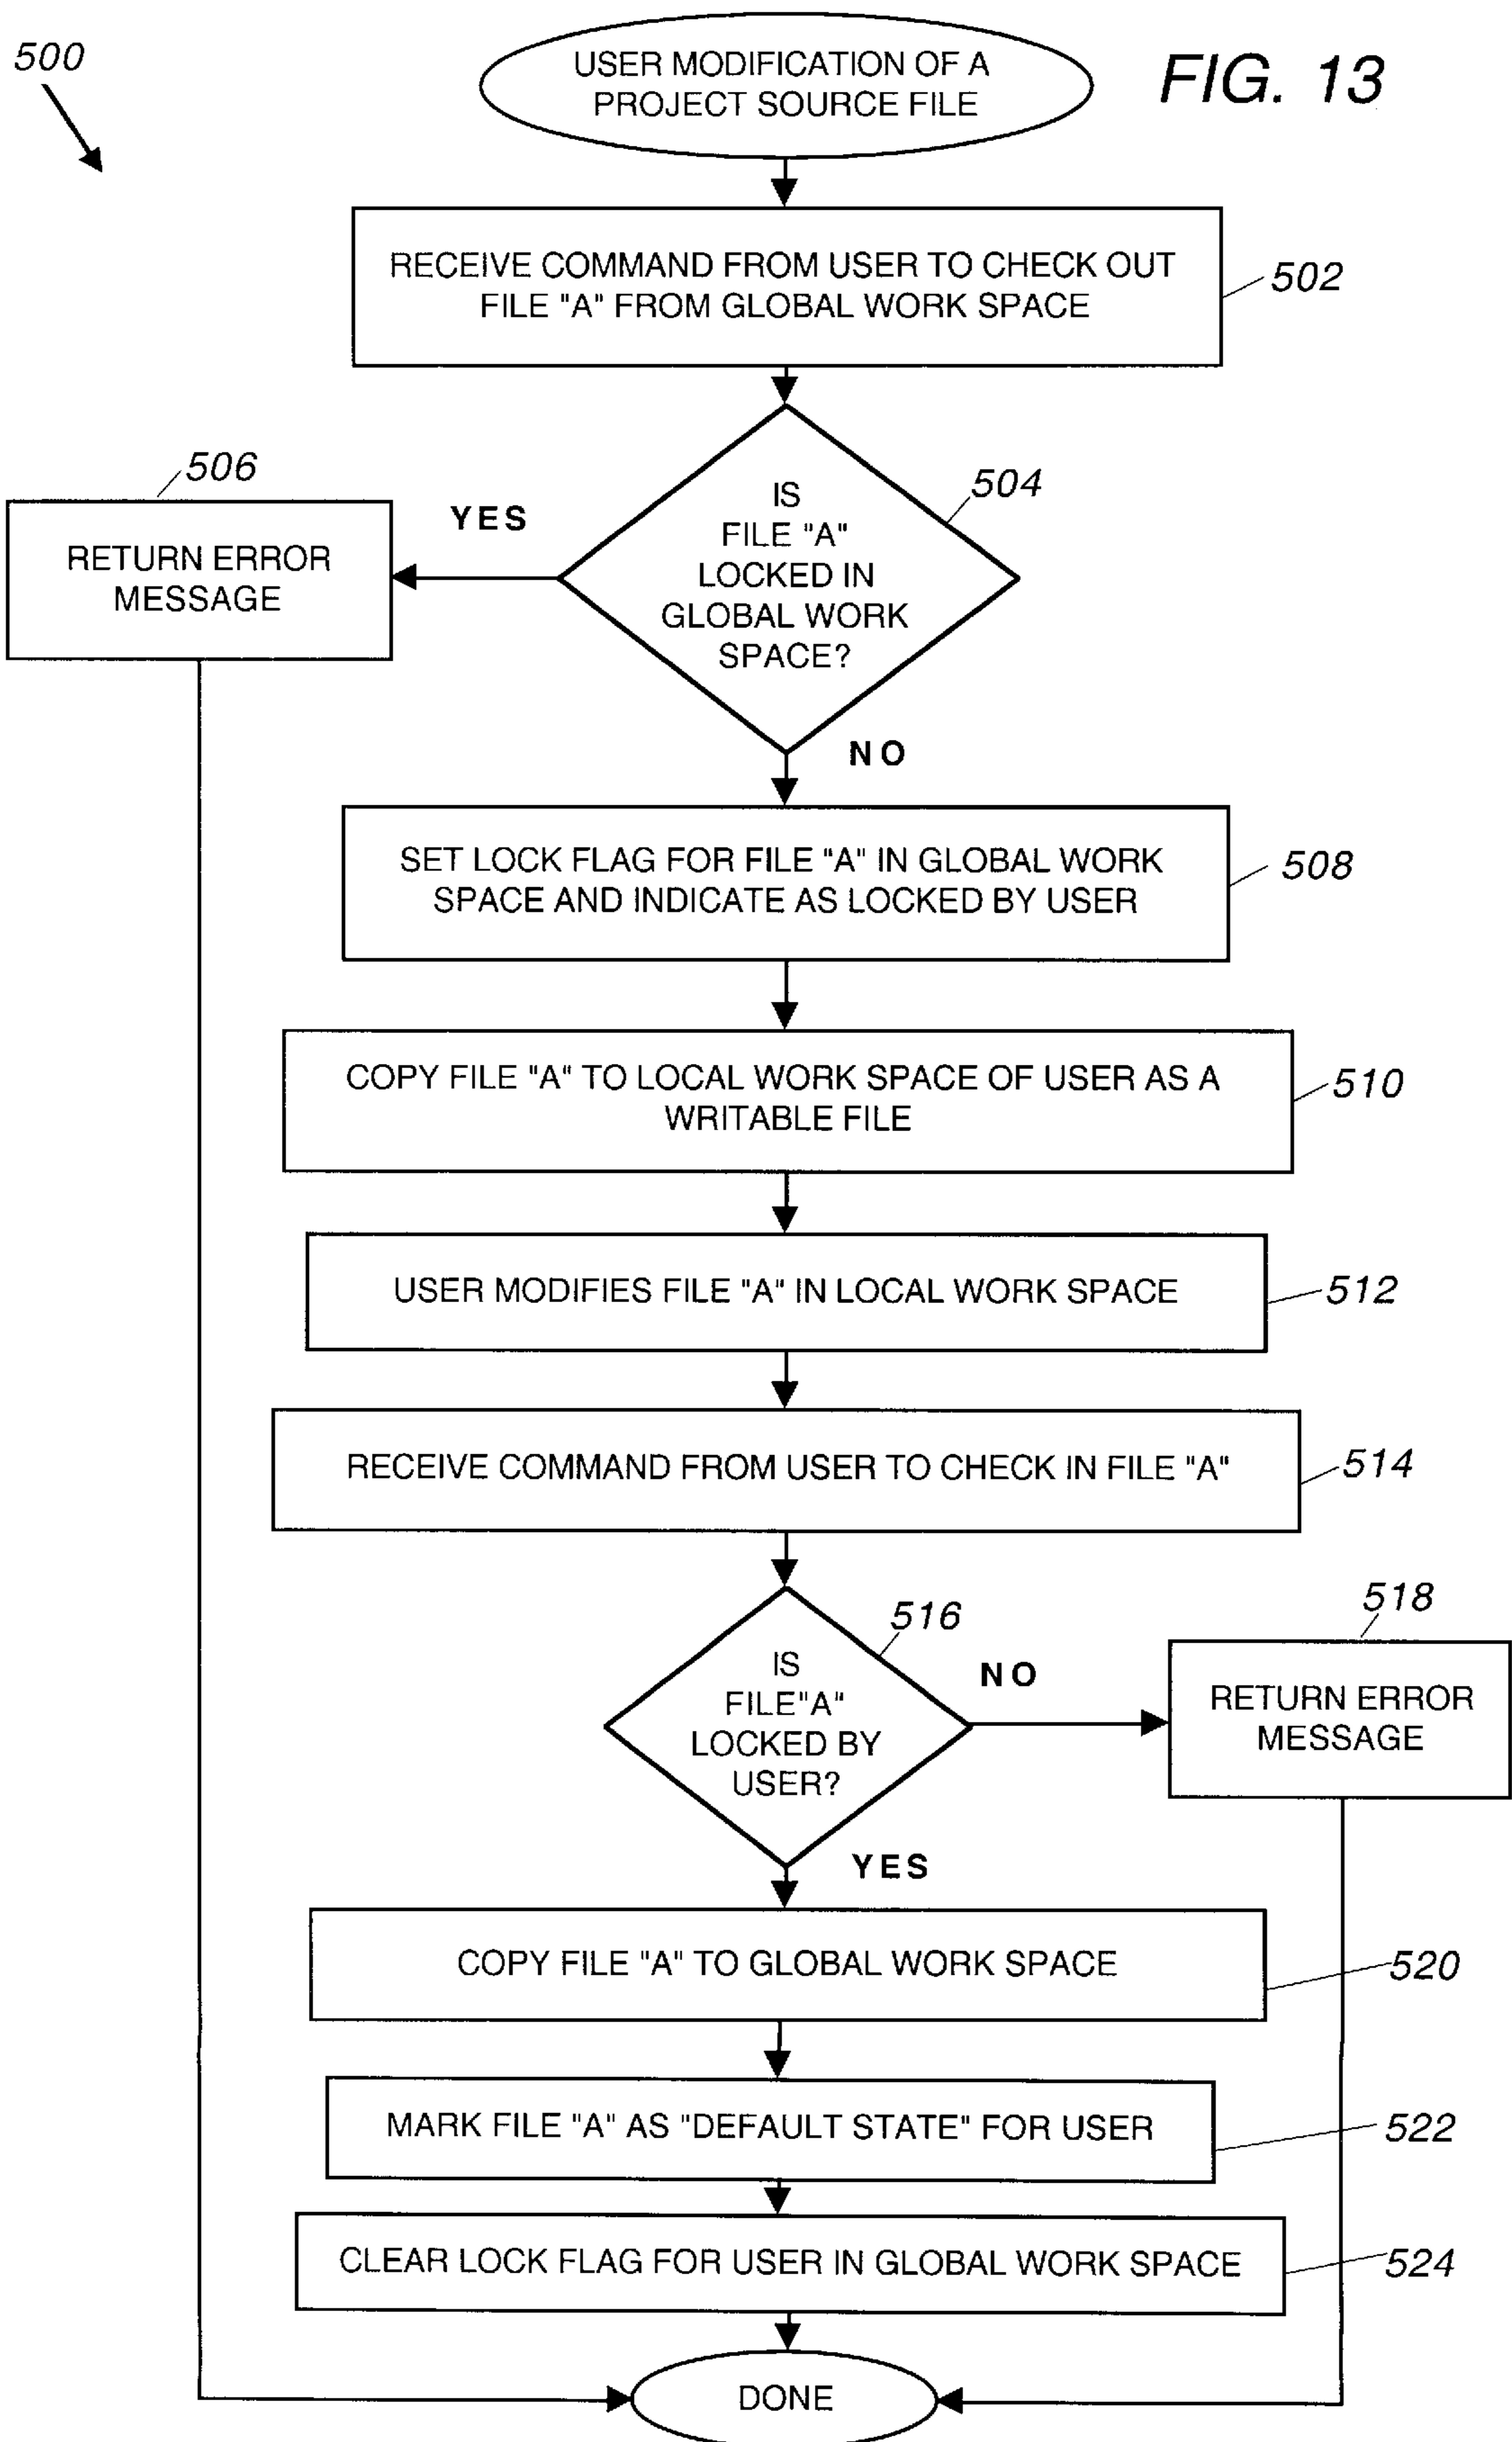 500
USER MODIFICATION OF A
PROJECT SOURCE FILE
FIG. 13
RECEIVE COMMAND FROM USER TO CHECK OUT
FILE "A" FROM GLOBAL WORK SPACE
502
506
RETURN ERROR
MESSAGE
YES
IS
FILE "A"
LOCKED IN
GLOBAL WORK
SPACE?
504
NO
SET LOCK FLAG FOR FILE "A" IN GLOBAL WORK
SPACE AND INDICATE AS LOCKED BY USER
508
COPY FILE "A" TO LOCAL WORK SPACE OF USER AS A
WRITABLE FILE
510
USER MODIFIES FILE "A" IN LOCAL WORK SPACE
512
RECEIVE COMMAND FROM USER TO CHECK IN FILE "A"
514
IS
FILE"A"
LOCKED BY
USER?
516
NO
518
RETURN ERROR
MESSAGE
YES
COPY FILE "A" TO GLOBAL WORK SPACE
520
MARK FILE "A" AS "DEFAULT STATE" FOR USER
522
CLEAR LOCK FLAG FOR USER IN GLOBAL WORK SPACE
524
DONE